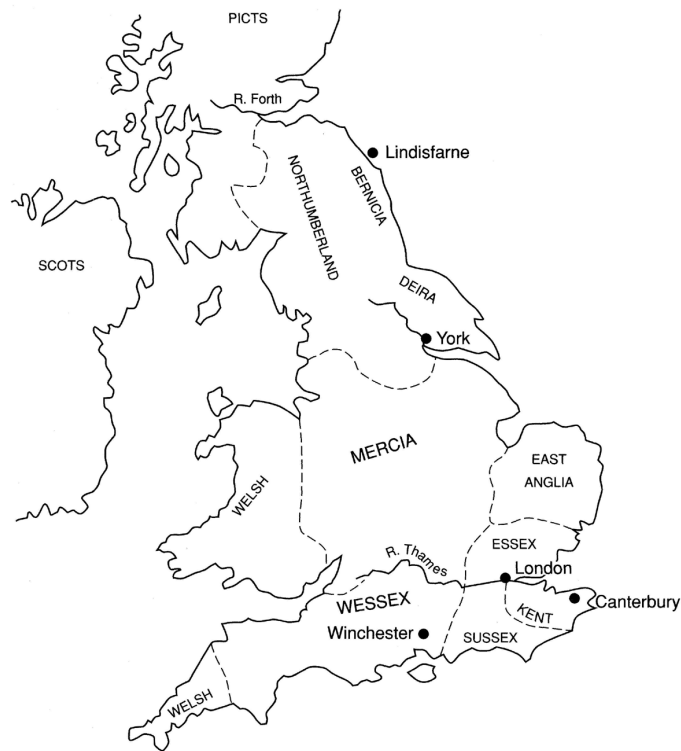 PICTS
R. Forth
Lindisfarne
NORTHUMBERLAND
BERNICIA
SCOTS
DEIRA
York
MERCIA
EAST
ANGLIA
WELSH
ESSEX
R. Thames
London
WESSEX
Canterbury
KENT
Winchester
SUSSEX
WELSH